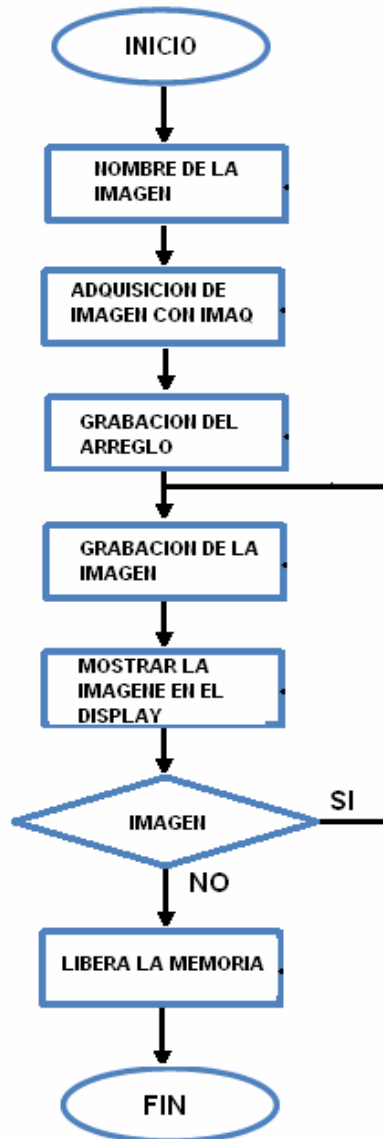 INICIO
NOMBRE DE LA
IMAGEN
ADQUISICION DE
IMAGEN CON IMAQ
GRABACION DEL
ARREGLO
GRABACION DE LA
IMAGEN
MOSTRAR LA
IMAGENE EN EL
DISPLAY
IMAGEN
SI
NO
LIBERA LA MEMORIA
FIN